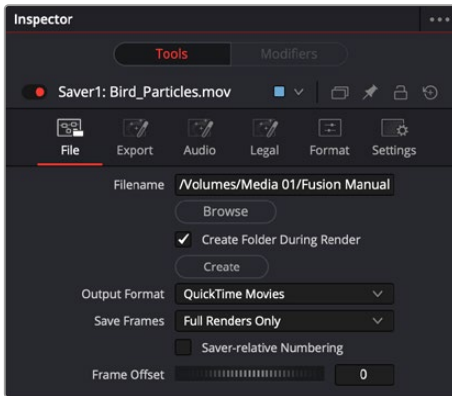 Inspector
Tools Modifiers
Saver1: Bird_Particles.mov
File Export Audio Legal Format Settings
Filename /Volumes/Media 01/Fusion Manual
Browse
Create Folder During Render
Create
Output Format QuickTime Movies
Save Frames Full Renders Only
Saver-relative Numbering
Frame Offset 0